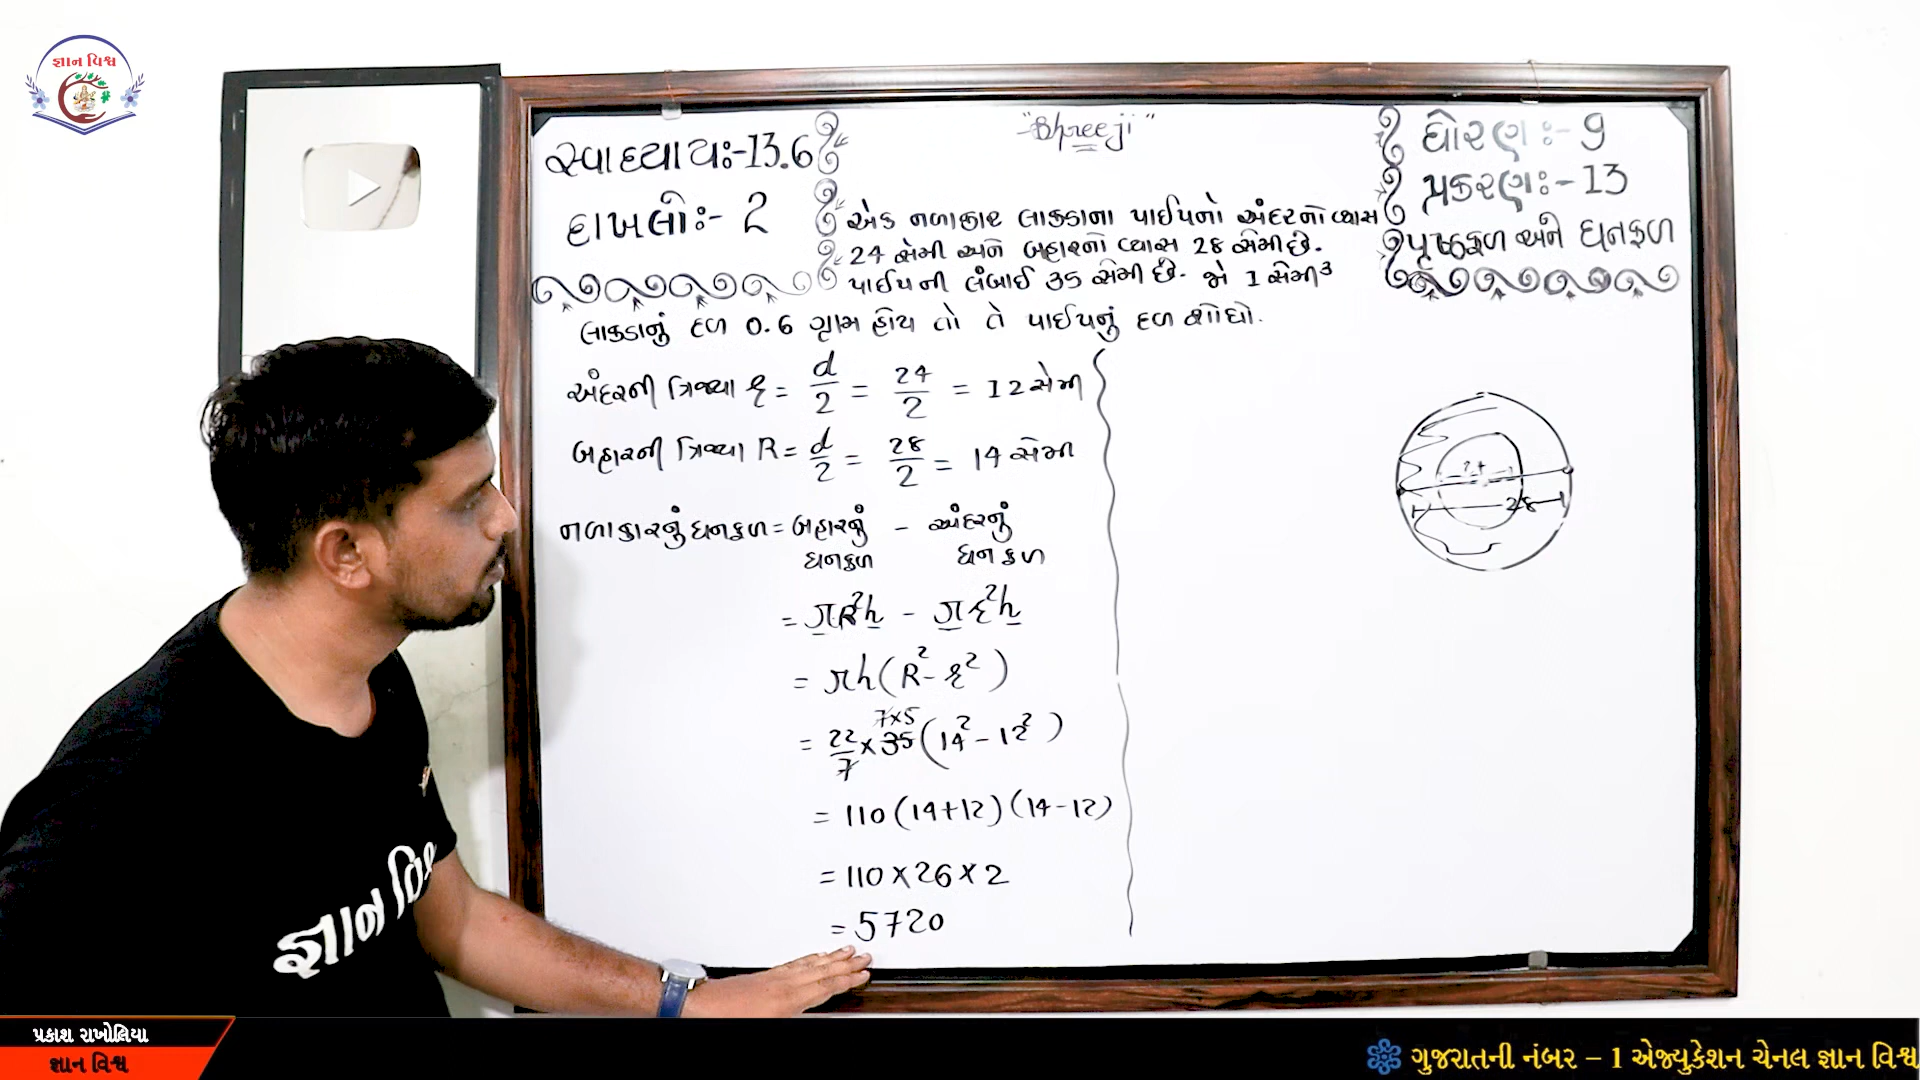 જ્ઞાન વિશ્વ
"Shreeji"
સ્વાધ્યાયઃ-13.6
દાખલોઃ- 2
ધોરણઃ- 9
પ્રકરણઃ-13
પૃષ્ઠફળ અને ઘનફળ
એક નળાકાર લાકડાના પાઈપનો અંદરનો વ્યાસ
24 સેમી અને બહારનો વ્યાસ 28 સેમી છે.
પાઈપની લંબાઈ 35 સેમી છે. જો 1 સેમી³
લાકડાનું દળ 0.6 ગ્રામ હોય તો તે પાઈપનું દળ શોધો.
અંદરની ત્રિજ્યા r = d/2 = 24/2 = 12 સેમી
બહારની ત્રિજ્યા R = d/2 = 28/2 = 14 સેમી
નળાકારનું ઘનફળ = બહારનું ઘનફળ - અંદરનું ઘનફળ
= πR²h - πr²h
= πh(R² - r²)
7×5
= 22/7 × 35 (14² - 12²)
= 110 (14+12) (14-12)
= 110 × 26 × 2
= 5720
24
28
જ્ઞાન વિશ્વ
પ્રકાશ રાખોલિયા
જ્ઞાન વિશ્વ
ગુજરાતની નંબર – 1 એજ્યુકેશન ચેનલ જ્ઞાન વિશ્વ